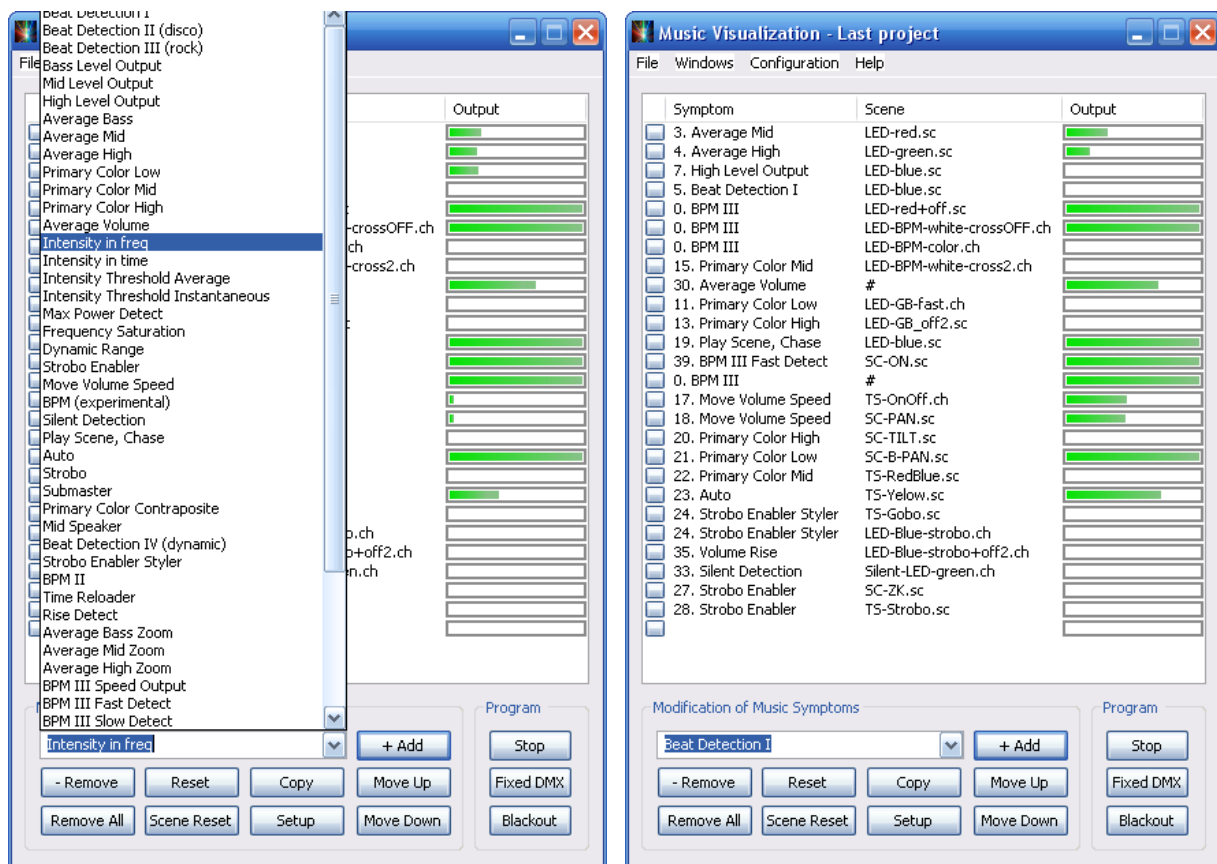 Beat Detection I
Beat Detection II (disco)
Beat Detection III (rock)
Bass Level Output
Mid Level Output
High Level Output
Average Bass
Average Mid
Average High
Primary Color Low
Primary Color Mid
Primary Color High
Average Volume
Intensity in freq
Intensity in time
Intensity Threshold Average
Intensity Threshold Instantaneous
Max Power Detect
Frequency Saturation
Dynamic Range
Strobo Enabler
Move Volume Speed
BPM (experimental)
Silent Detection
Play Scene, Chase
Auto
Strobo
Submaster
Primary Color Contraposite
Mid Speaker
Beat Detection IV (dynamic)
Strobo Enabler Styler
BPM II
Time Reloader
Rise Detect
Average Bass Zoom
Average Mid Zoom
Average High Zoom
BPM III Speed Output
BPM III Fast Detect
BPM III Slow Detect
File
Output
-crossOFF.ch
ch
-cross2.ch
o.ch
bo+off2.ch
en.ch
Program
Intensity in freq + Add Stop
- Remove Reset Copy Move Up Fixed DMX
Remove All Scene Reset Setup Move Down Blackout
Music Visualization - Last project
File Windows Configuration Help
Symptom Scene Output
3. Average Mid LED-red.sc
4. Average High LED-green.sc
7. High Level Output LED-blue.sc
5. Beat Detection I LED-blue.sc
0. BPM III LED-red+off.sc
0. BPM III LED-BPM-white-crossOFF.ch
0. BPM III LED-BPM-color.ch
15. Primary Color Mid LED-BPM-white-cross2.ch
30. Average Volume #
11. Primary Color Low LED-GB-fast.ch
13. Primary Color High LED-GB_off2.sc
19. Play Scene, Chase LED-blue.sc
39. BPM III Fast Detect SC-ON.sc
0. BPM III #
17. Move Volume Speed TS-OnOff.ch
18. Move Volume Speed SC-PAN.sc
20. Primary Color High SC-TILT.sc
21. Primary Color Low SC-B-PAN.sc
22. Primary Color Mid TS-RedBlue.sc
23. Auto TS-Yelow.sc
24. Strobo Enabler Styler TS-Gobo.sc
24. Strobo Enabler Styler LED-Blue-strobo.ch
35. Volume Rise LED-Blue-strobo+off2.ch
33. Silent Detection Silent-LED-green.ch
27. Strobo Enabler SC-ZK.sc
28. Strobo Enabler TS-Strobo.sc
Modification of Music Symptoms Program
Beat Detection I + Add Stop
- Remove Reset Copy Move Up Fixed DMX
Remove All Scene Reset Setup Move Down Blackout